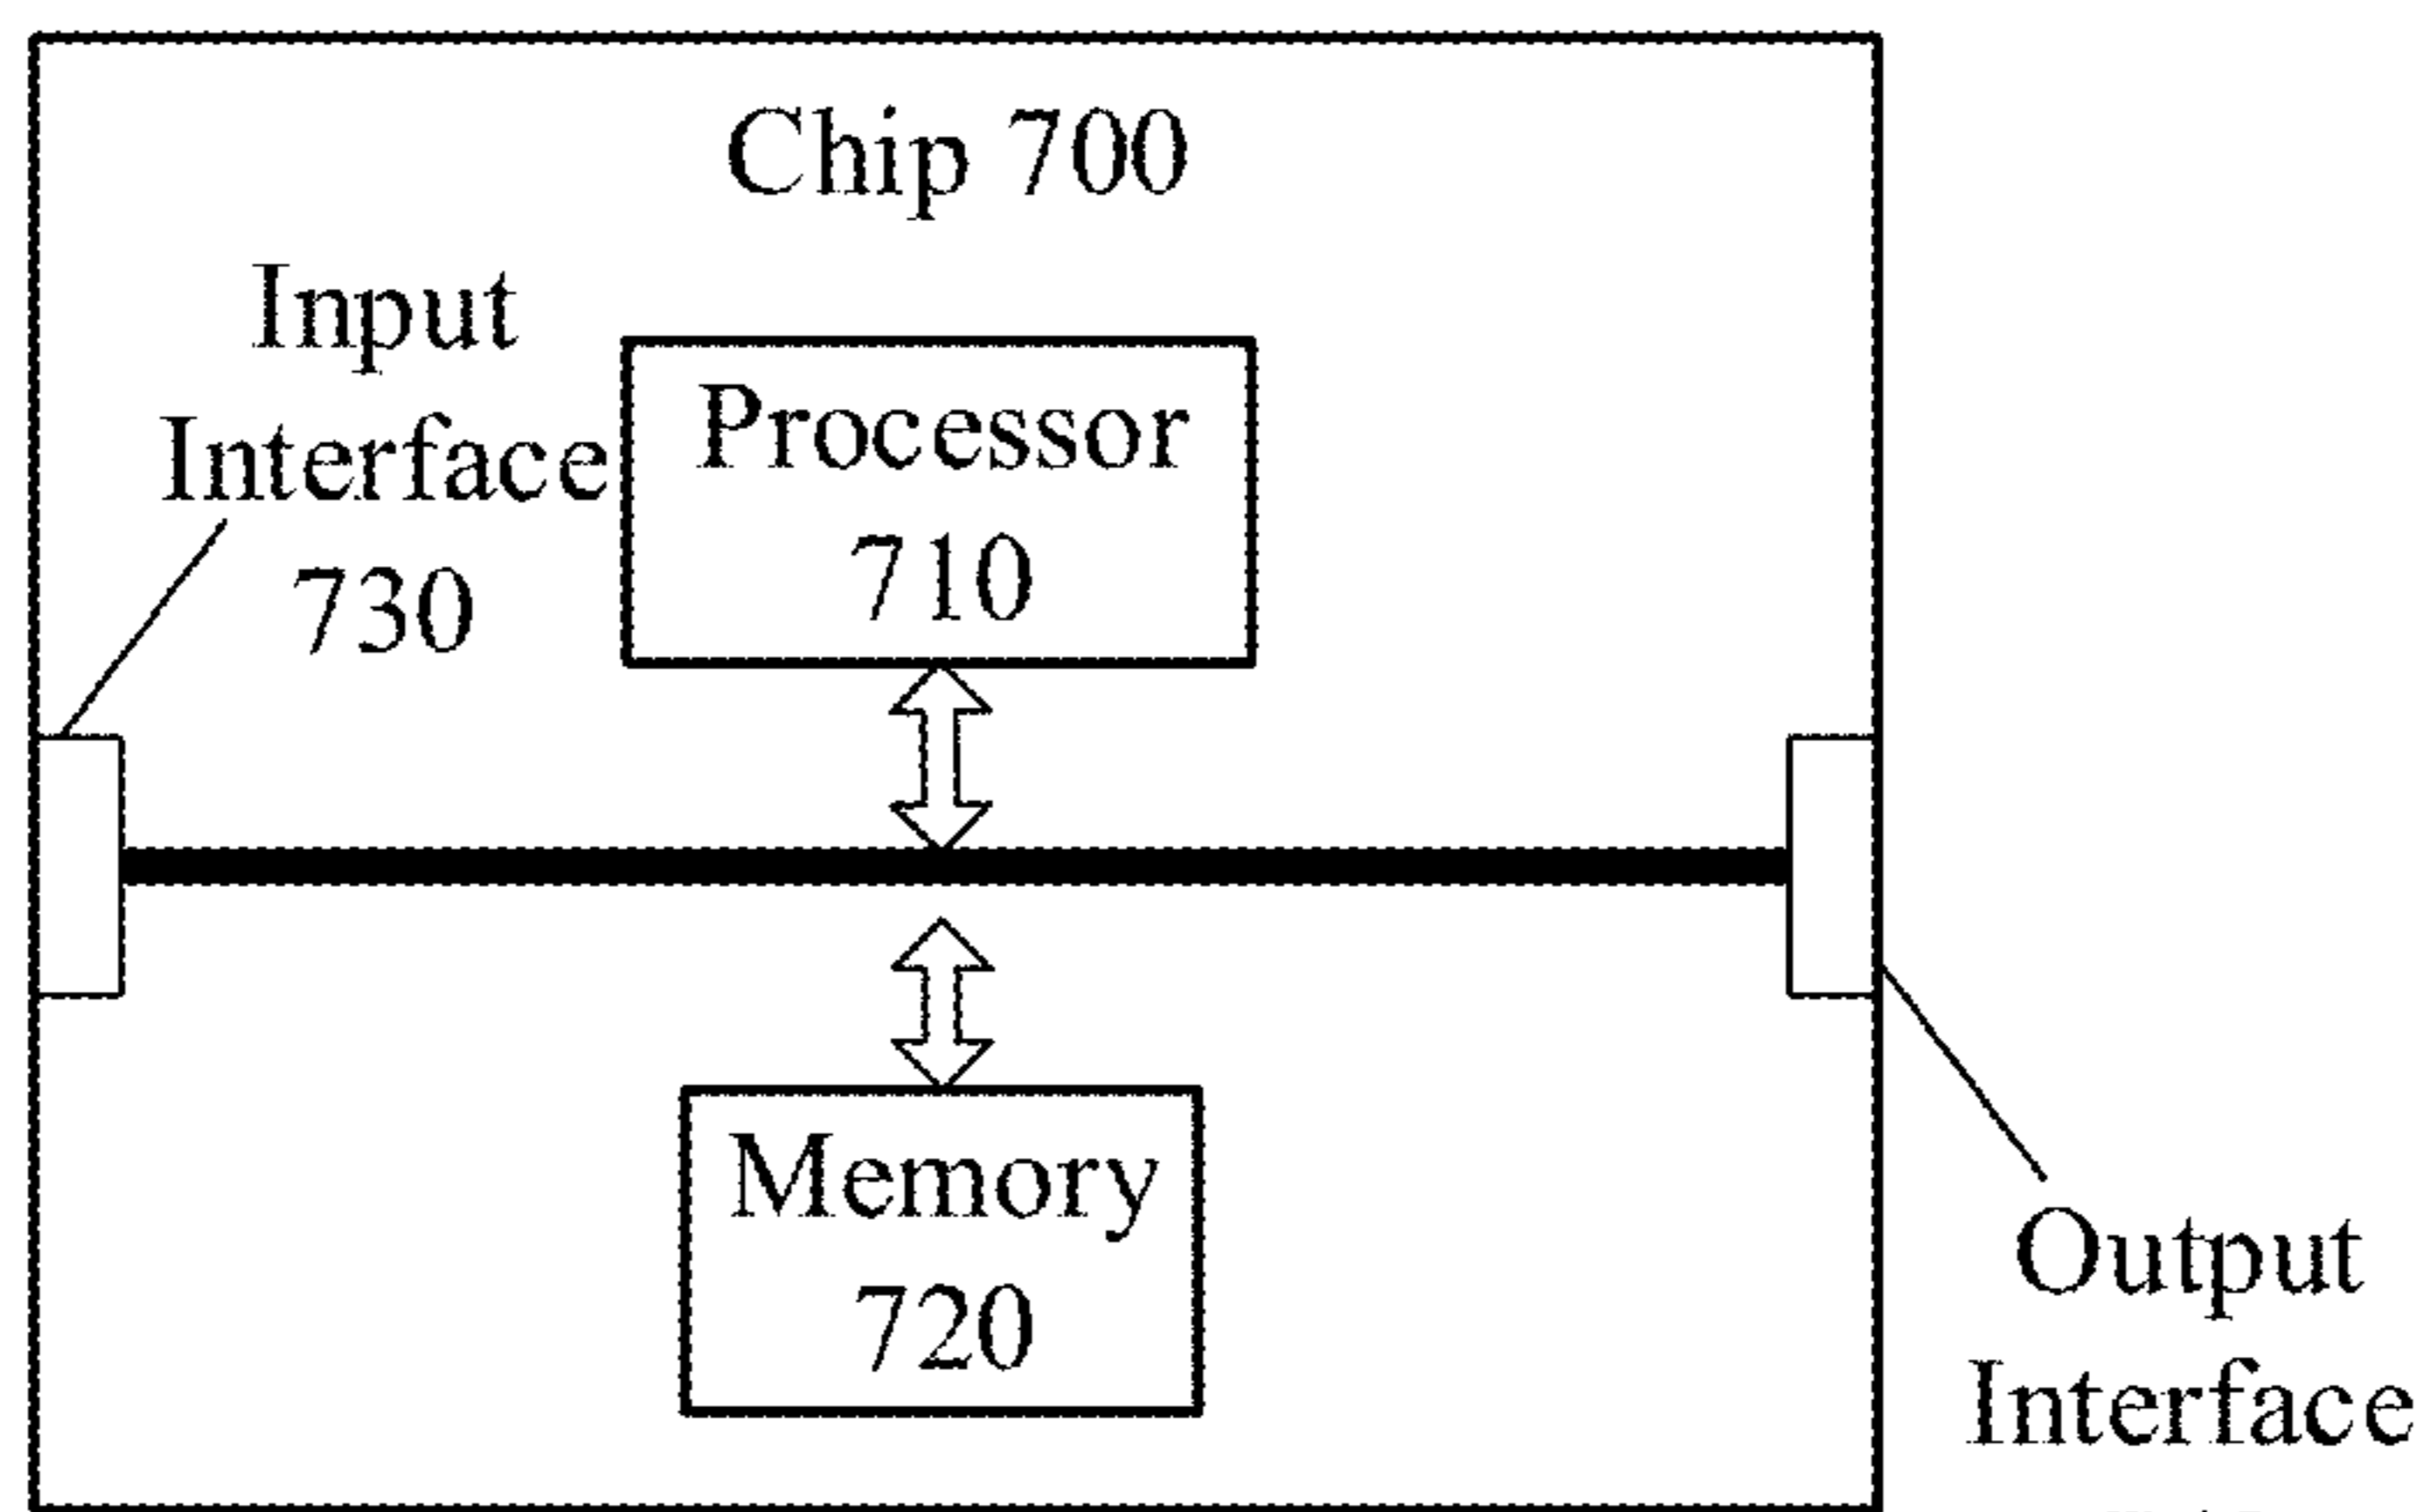 Chip 700
Input
Interface
730
Processor
710
Memory
720
Output
Interface